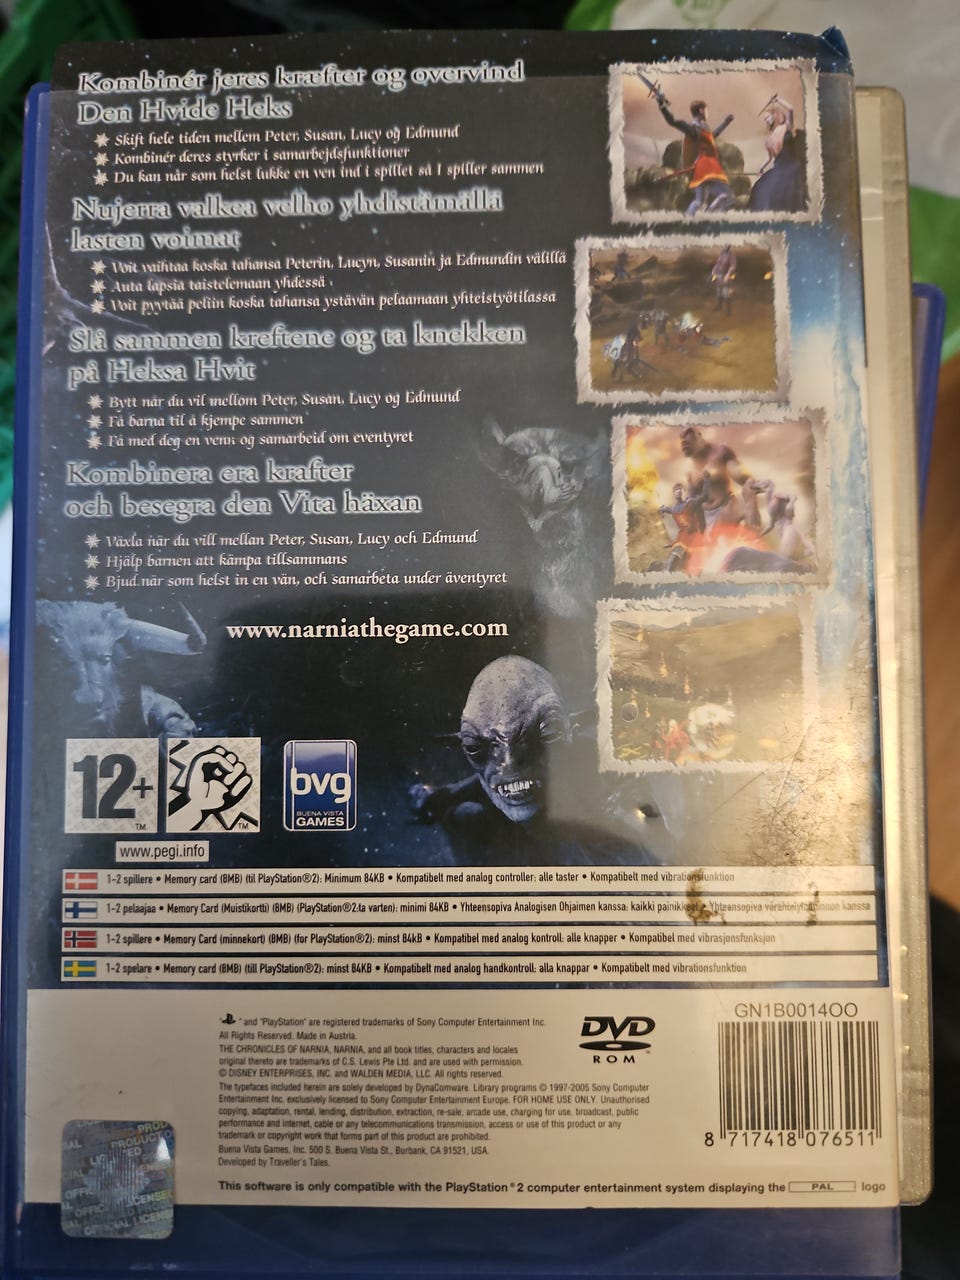 Kombinér jeres kræfter og overvind
Den Hvide Heks
Skift hele tiden mellem Peter, Susan, Lucy og Edmund
Kombinér deres styrker i samarbejdsfunktioner
Du kan når som helst lukke en ven ind i spillet så I spiller sammen
Nujerra valkea velho yhdistämällä
lasten voimat
Voit vaihtaa koska tahansa Peterin, Lucyn, Susanin ja Edmundin välillä
Auta lapsia taistelemaan yhdessä
Voit pyytää peliin koska tahansa ystävän pelaamaan yhteistyötilassa
Slå sammen kreftene og ta knekken
på Heksa Hvit
Bytt når du vil mellom Peter, Susan, Lucy og Edmund
Få barna til å kjempe sammen
Få med deg en venn og samarbeid om eventyret
Kombinera era krafter
och besegra den Vita häxan
Växla när du vill mellan Peter, Susan, Lucy och Edmund
Hjälp barnen att kämpa tillsammans
Bjud när som helst in en vän, och samarbeta under äventyret
www.narniathegame.com
12+
TM
TM
bvg
BUENA VISTA
GAMES
www.pegi.info
1-2 spillere • Memory card (8MB) (til PlayStation®2): Minimum 84KB • Kompatibelt med analog controller: alle taster • Kompatibelt med vibrationsfunktion
1-2 pelaajaa • Memory Card (Muistikortti) (8MB) (PlayStation®2:ta varten): minimi 84KB • Yhteensopiva Analogisen Ohjaimen kanssa: kaikki painikkeet • Yhteensopiva värähtelytoiminnon kanssa
1-2 spillere • Memory card (minnekort) (8MB) (for PlayStation®2): minst 84kB • Kompatibel med analog kontroll: alle knapper • Kompatibel med vibrasjonsfunksjon
1-2 spelare • Memory card (8MB) (till PlayStation®2): minst 84KB • Kompatibelt med analog handkontroll: alla knappar • Kompatibelt med vibrationsfunktion
" " and "PlayStation" are registered trademarks of Sony Computer Entertainment Inc.
All Rights Reserved. Made in Austria.
THE CHRONICLES OF NARNIA, NARNIA, and all book titles, characters and locales
original thereto are trademarks of C.S. Lewis Pte Ltd. and are used with permission.
© DISNEY ENTERPRISES, INC. and WALDEN MEDIA, LLC. All rights reserved.
The typefaces included herein are solely developed by DynaComware. Library programs © 1997-2005 Sony Computer
Entertainment Inc. exclusively licensed to Sony Computer Entertainment Europe. FOR HOME USE ONLY. Unauthorised
copying, adaptation, rental, lending, distribution, extraction, re-sale, arcade use, charging for use, broadcast, public
performance and internet, cable or any telecommunications transmission, access or use of this product or any
trademark or copyright work that forms part of this product are prohibited.
Buena Vista Games, Inc. 500 S. Buena Vista St., Burbank, CA 91521, USA.
Developed by Traveller's Tales.
DVD
ROM
GN1B0014OO
8 717418 076511
This software is only compatible with the PlayStation®2 computer entertainment system displaying the PAL logo
OFFICIAL LICENSE